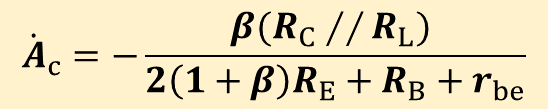 Ȧc = − β(RC // RL) / 2(1 + β)RE + RB + rbe